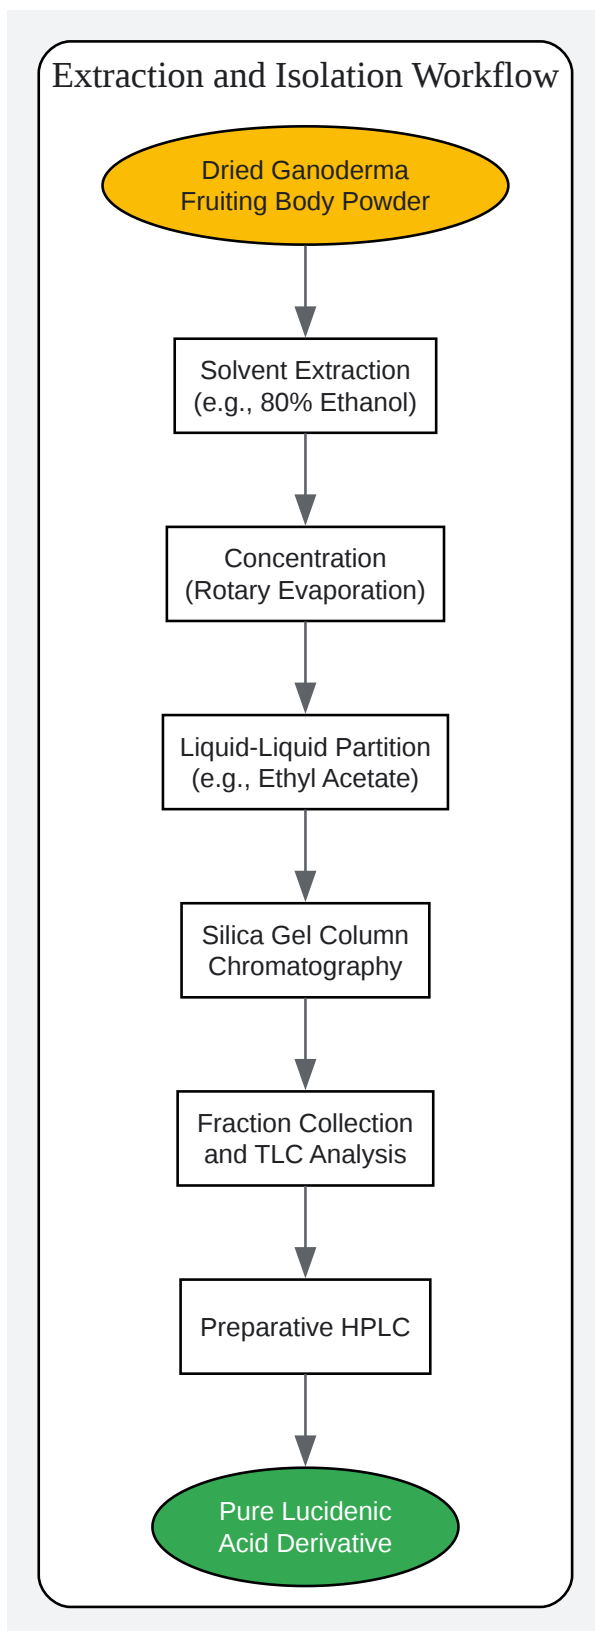 Extraction and Isolation Workflow
Dried Ganoderma
Fruiting Body Powder
Solvent Extraction
(e.g., 80% Ethanol)
Concentration
(Rotary Evaporation)
Liquid-Liquid Partition
(e.g., Ethyl Acetate)
Silica Gel Column
Chromatography
Fraction Collection
and TLC Analysis
Preparative HPLC
Pure Lucidenic
Acid Derivative